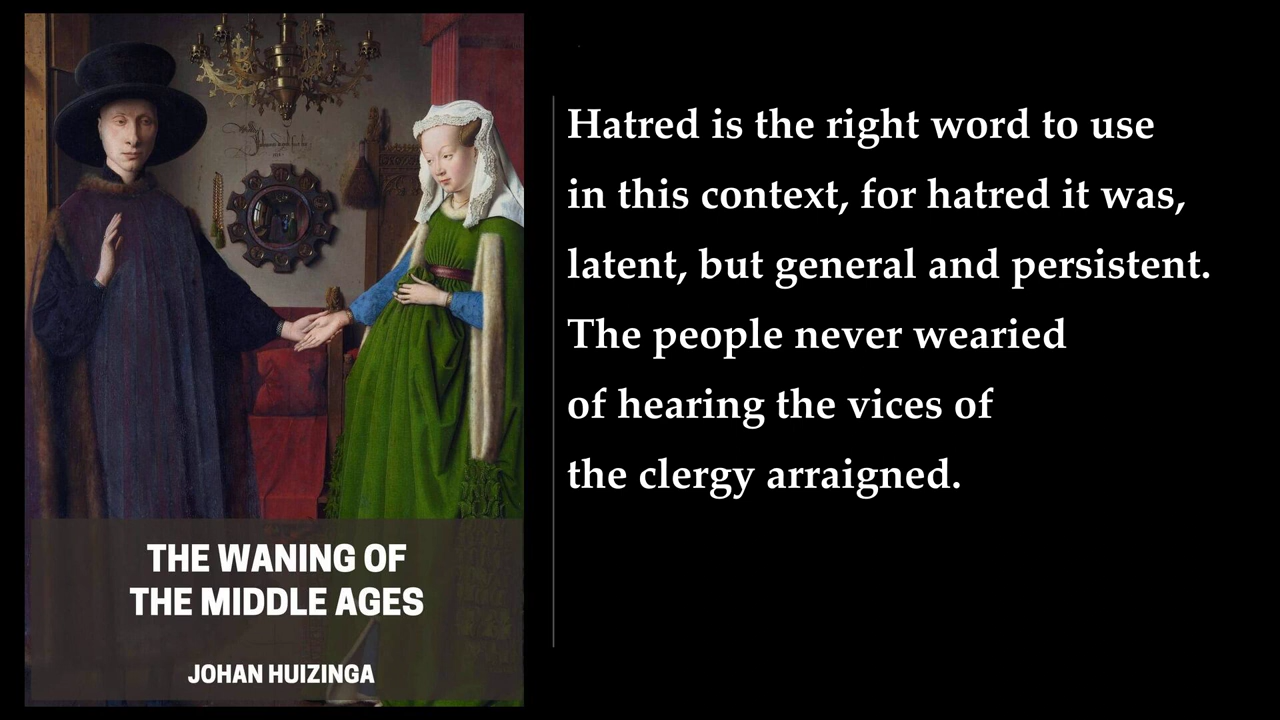 THE WANING OF
THE MIDDLE AGES
JOHAN HUIZINGA
Hatred is the right word to use
in this context, for hatred it was,
latent, but general and persistent.
The people never wearied
of hearing the vices of
the clergy arraigned.